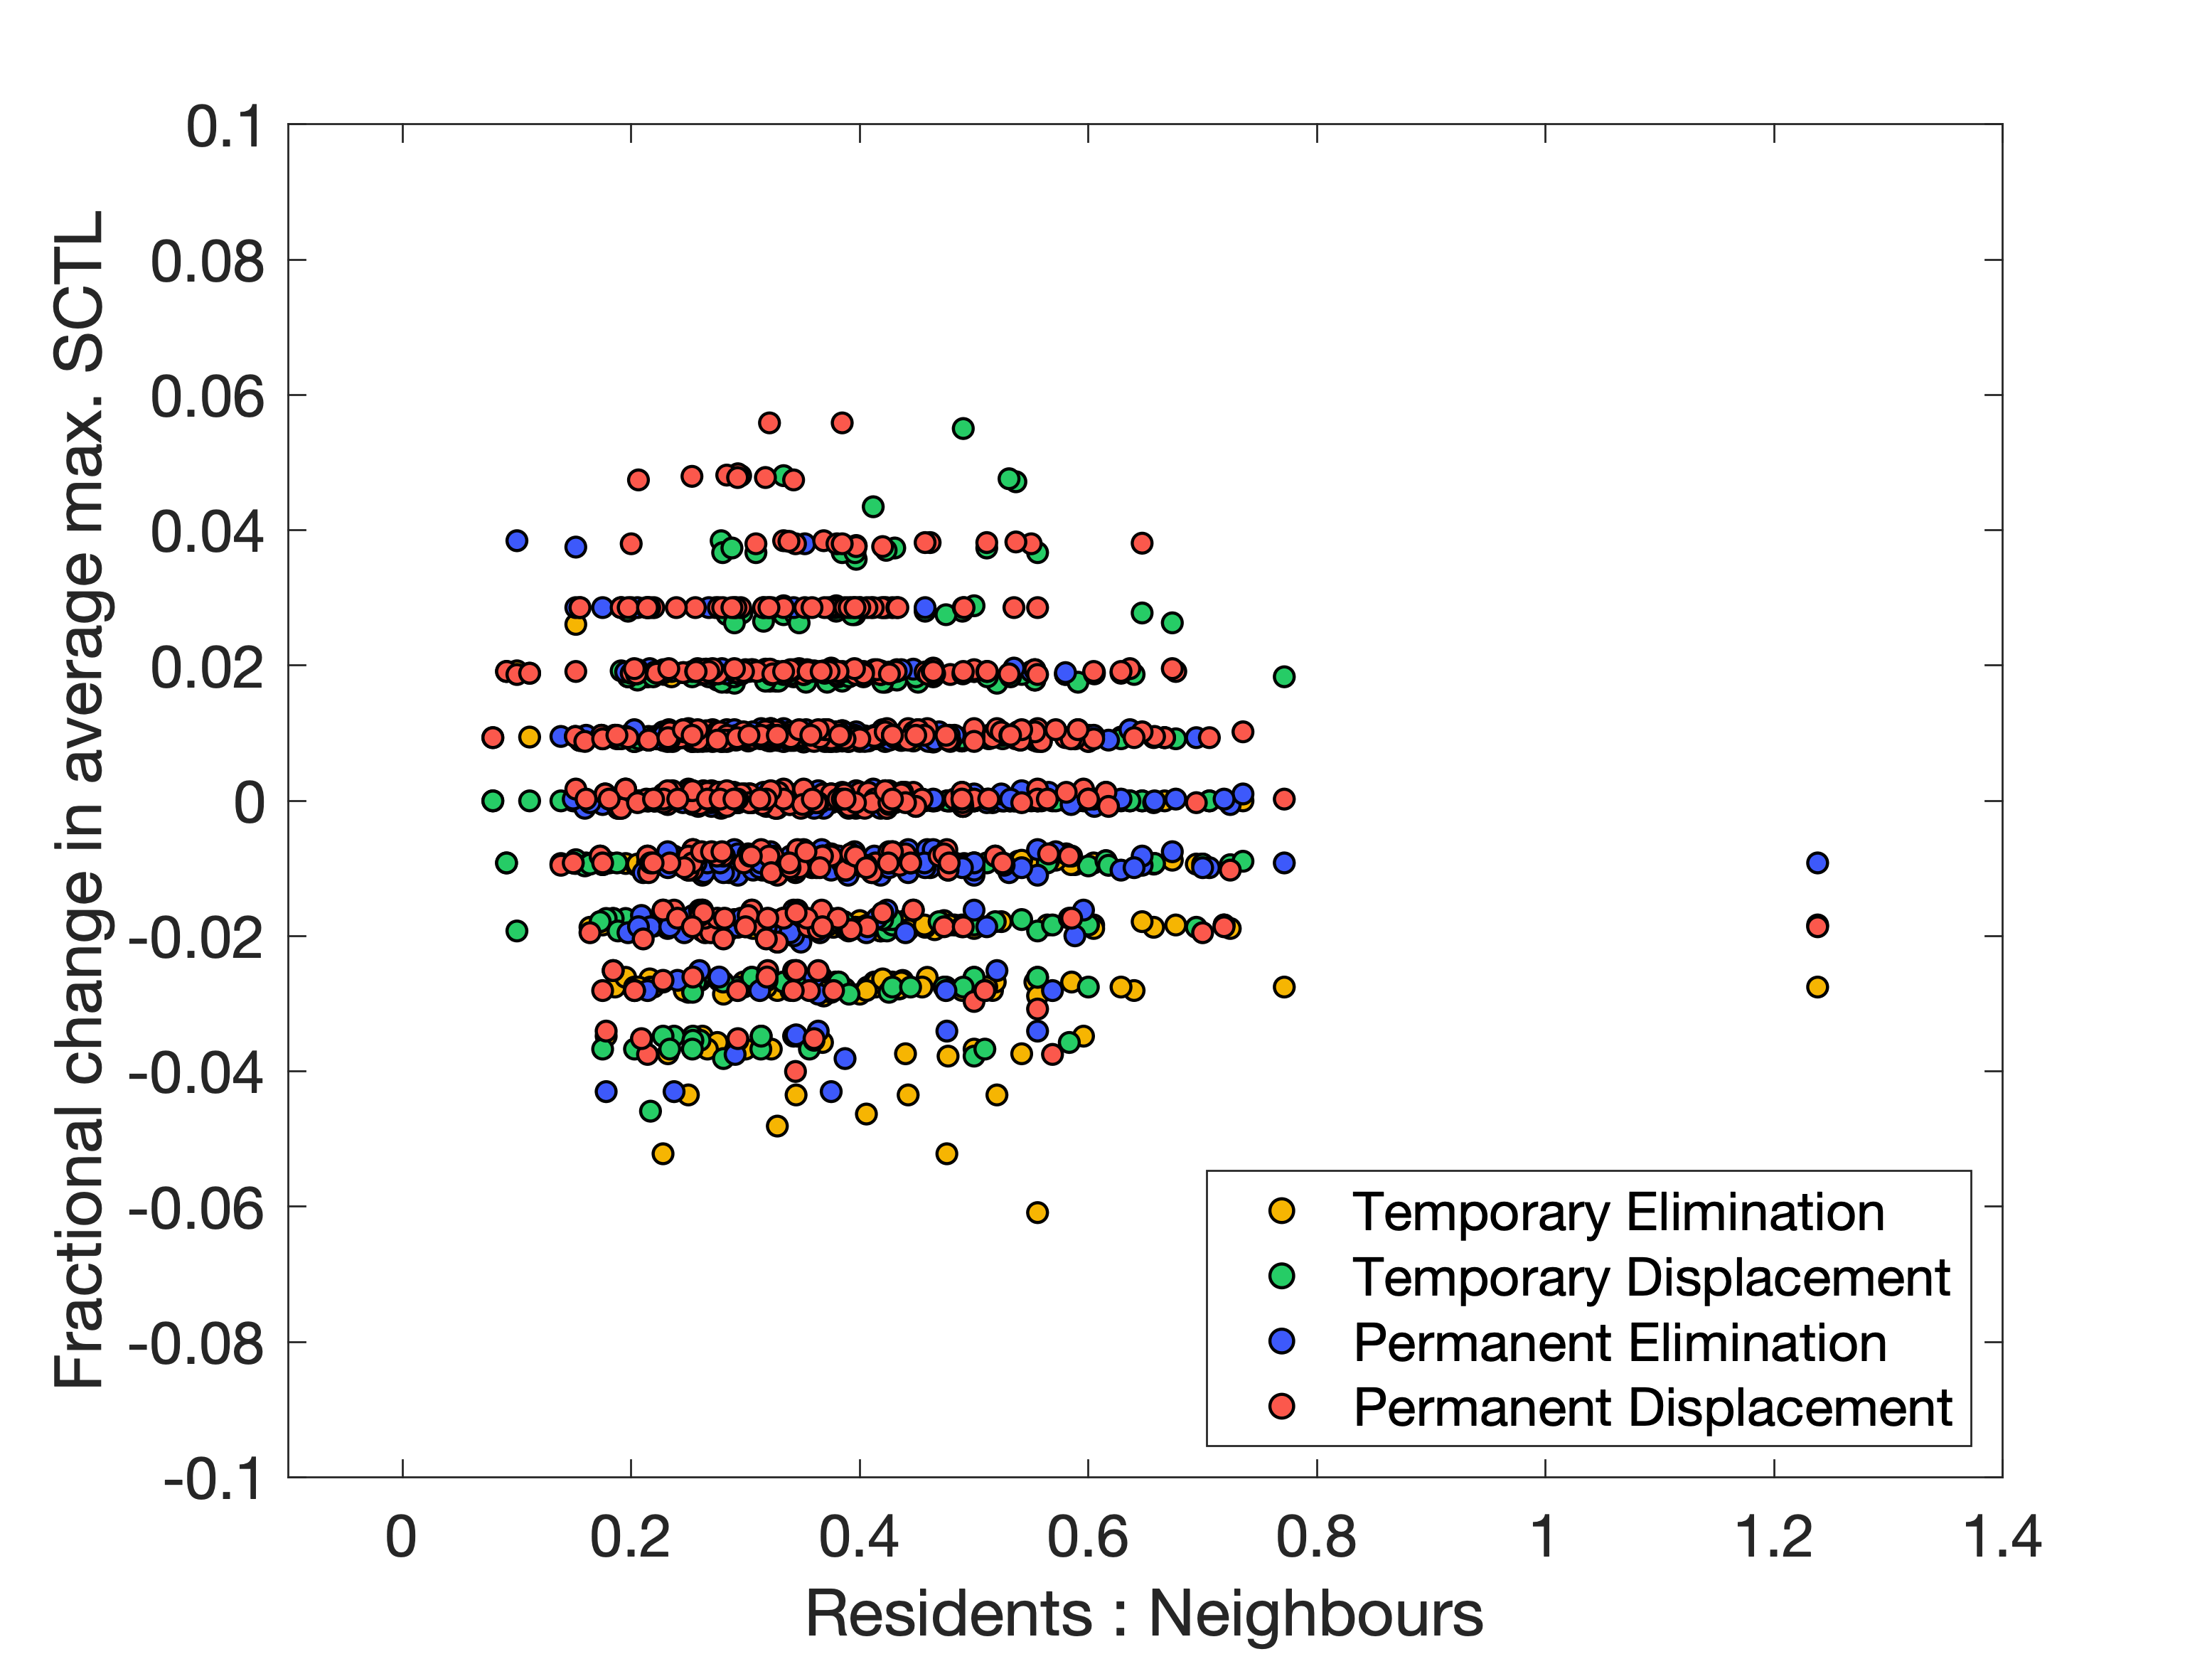 0.1
0.08
0.06
0.04
0.02
0
-0.02
-0.04
-0.06
-0.08
-0.1
Fractional change in average max. SCTL
Temporary Elimination
Temporary Displacement
Permanent Elimination
Permanent Displacement
0 0.2 0.4 0.6 0.8 1 1.2 1.4
Residents : Neighbours